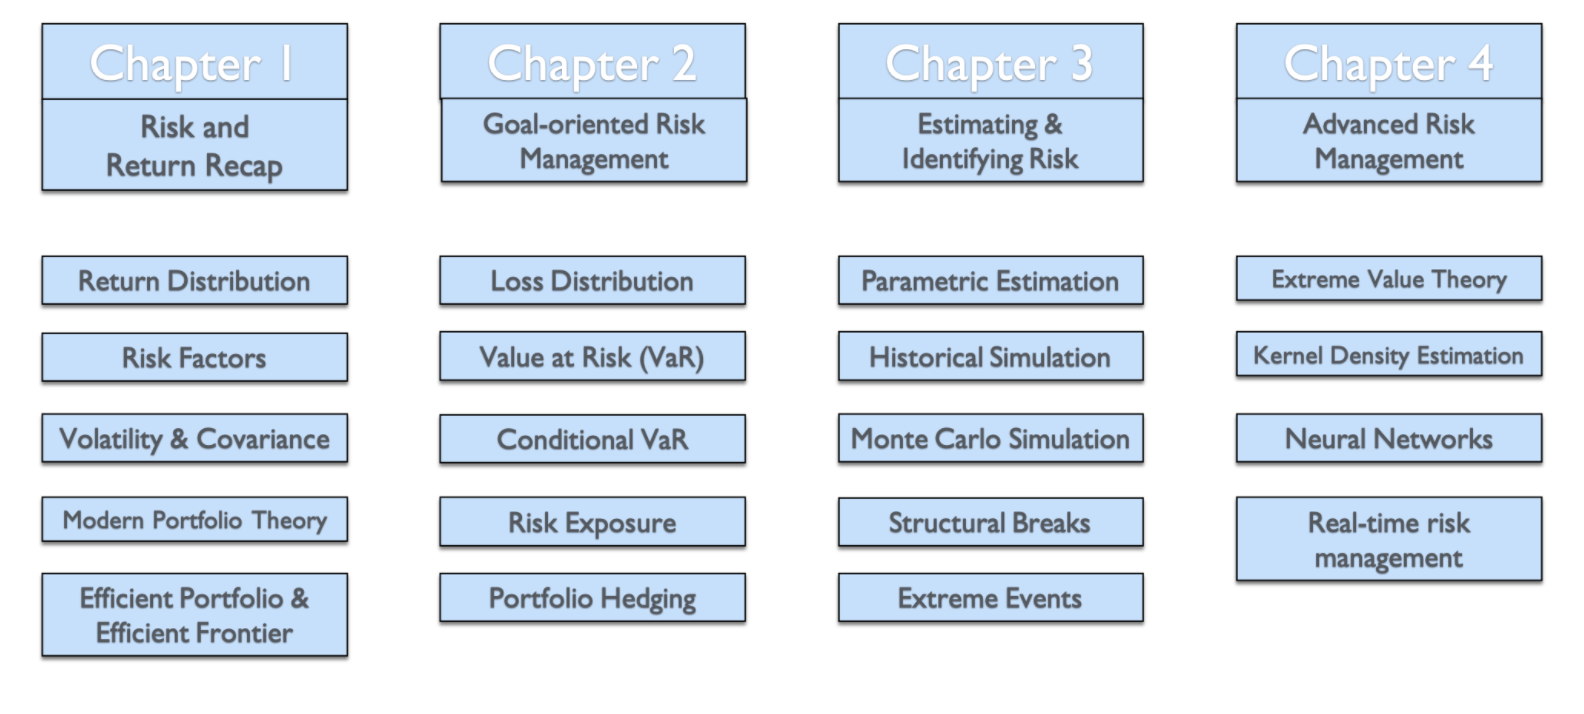 Chapter 1
Risk and
Return Recap
Return Distribution
Risk Factors
Volatility & Covariance
Modern Portfolio Theory
Efficient Portfolio &
Efficient Frontier
Chapter 2
Goal-oriented Risk
Management
Loss Distribution
Value at Risk (VaR)
Conditional VaR
Risk Exposure
Portfolio Hedging
Chapter 3
Estimating &
Identifying Risk
Parametric Estimation
Historical Simulation
Monte Carlo Simulation
Structural Breaks
Extreme Events
Chapter 4
Advanced Risk
Management
Extreme Value Theory
Kernel Density Estimation
Neural Networks
Real-time risk
management